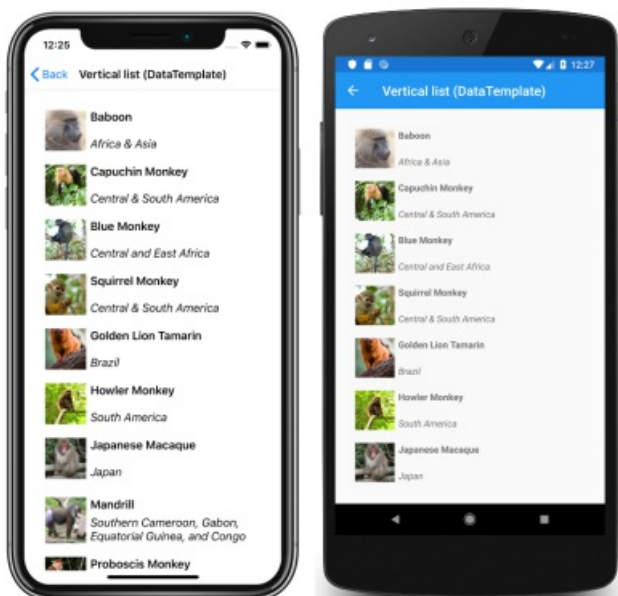 12:25
Back Vertical list (DataTemplate)
Baboon
Africa & Asia
Capuchin Monkey
Central & South America
Blue Monkey
Central and East Africa
Squirrel Monkey
Central & South America
Golden Lion Tamarin
Brazil
Howler Monkey
South America
Japanese Macaque
Japan
Mandrill
Southern Cameroon, Gabon,
Equatorial Guinea, and Congo
Proboscis Monkey
12:27
Vertical list (DataTemplate)
Baboon
Africa & Asia
Capuchin Monkey
Central & South America
Blue Monkey
Central and East Africa
Squirrel Monkey
Central & South America
Golden Lion Tamarin
Brazil
Howler Monkey
South America
Japanese Macaque
Japan